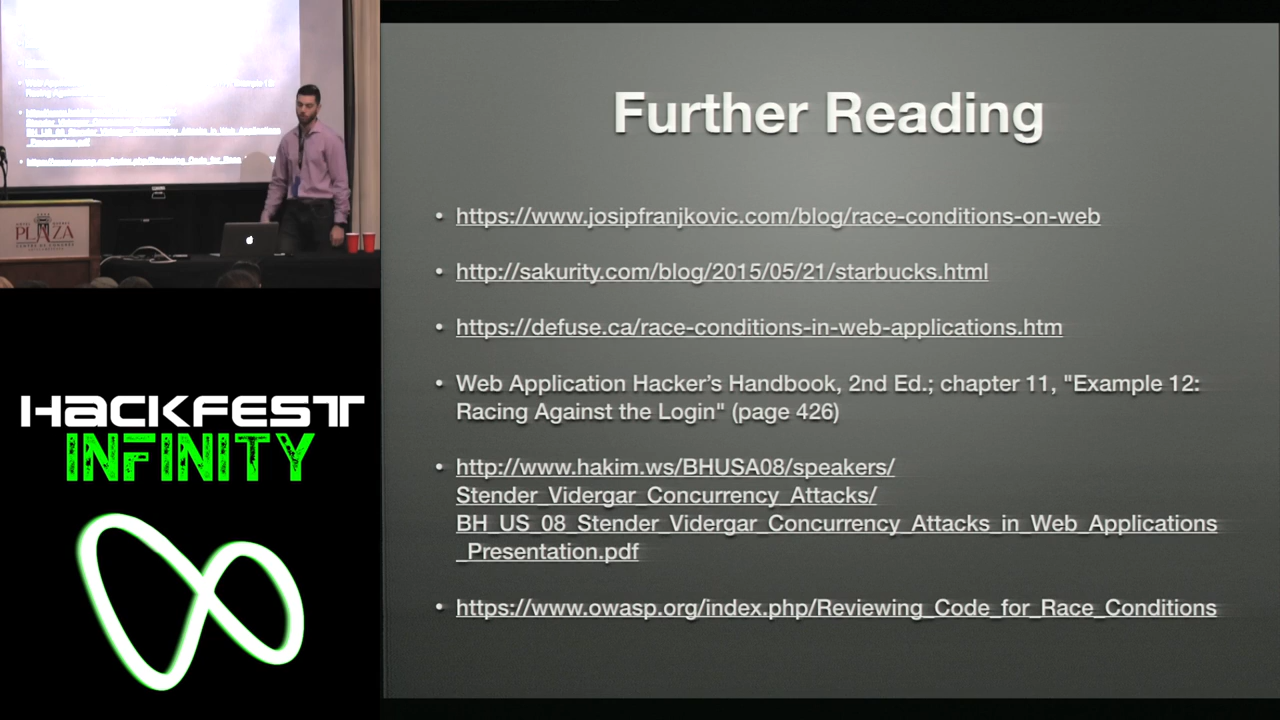 Further Reading
• https://www.josipfranjkovic.com/blog/race-conditions-on-web
• http://sakurity.com/blog/2015/05/21/starbucks.html
• https://defuse.ca/race-conditions-in-web-applications.htm
• Web Application Hacker's Handbook, 2nd Ed.; chapter 11, "Example 12:
Racing Against the Login" (page 426)
• http://www.hakim.ws/BHUSA08/speakers/
Stender_Vidergar_Concurrency_Attacks/
BH_US_08_Stender_Vidergar_Concurrency_Attacks_in_Web_Applications
_Presentation.pdf
• https://www.owasp.org/index.php/Reviewing_Code_for_Race_Conditions
PLAZA
HACKFEST
INFINITY